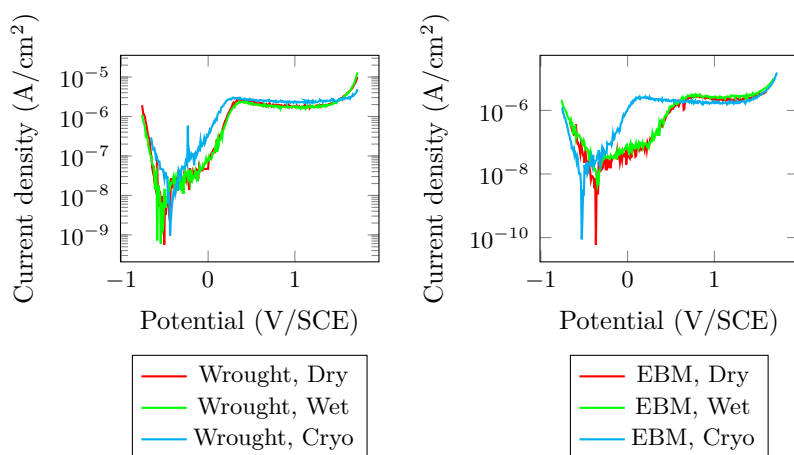 Current density (A/cm²)
10⁻⁵
10⁻⁶
10⁻⁷
10⁻⁸
10⁻⁹
−1 0 1
Potential (V/SCE)
Wrought, Dry
Wrought, Wet
Wrought, Cryo
Current density (A/cm²)
10⁻⁶
10⁻⁸
10⁻¹⁰
−1 0 1
Potential (V/SCE)
EBM, Dry
EBM, Wet
EBM, Cryo